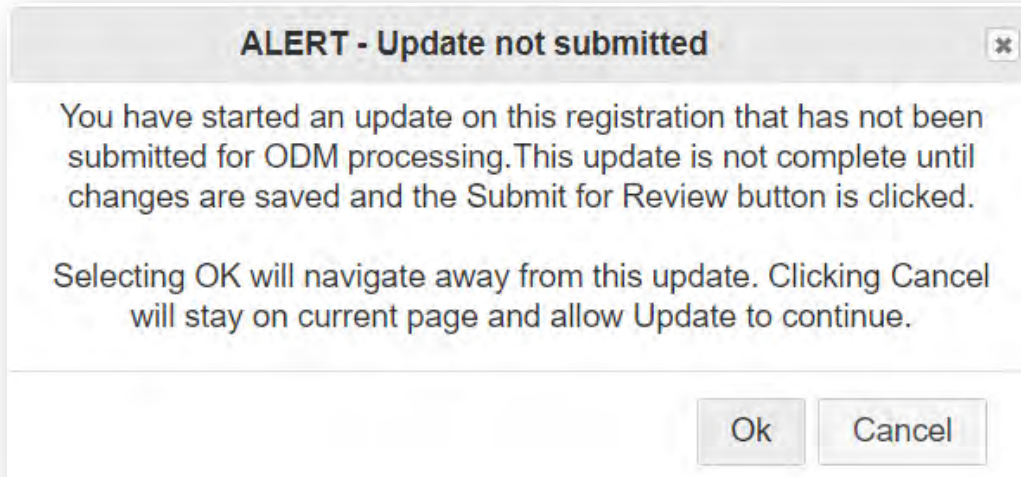 ALERT - Update not submitted
You have started an update on this registration that has not been
submitted for ODM processing.This update is not complete until
changes are saved and the Submit for Review button is clicked.
Selecting OK will navigate away from this update. Clicking Cancel
will stay on current page and allow Update to continue.
Ok
Cancel